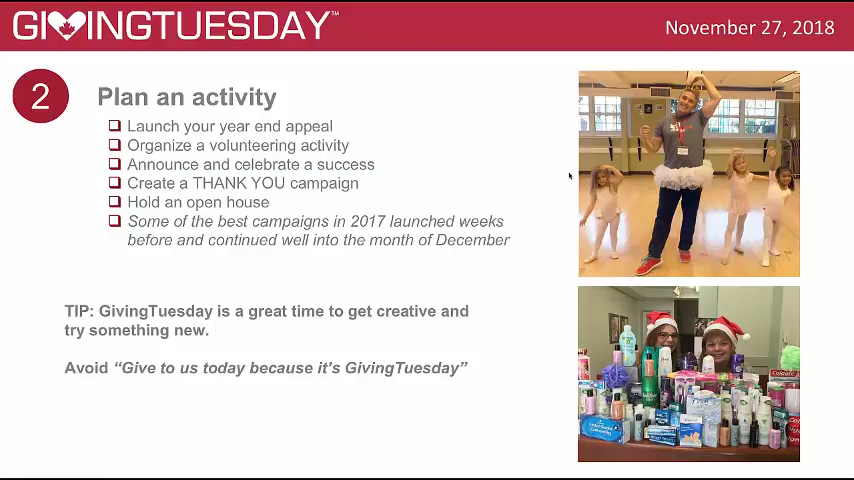 GIVINGTUESDAY™
November 27, 2018
2
Plan an activity
Launch your year end appeal
Organize a volunteering activity
Announce and celebrate a success
Create a THANK YOU campaign
Hold an open house
Some of the best campaigns in 2017 launched weeks
before and continued well into the month of December
TIP: GivingTuesday is a great time to get creative and
try something new.
Avoid “Give to us today because it’s GivingTuesday”